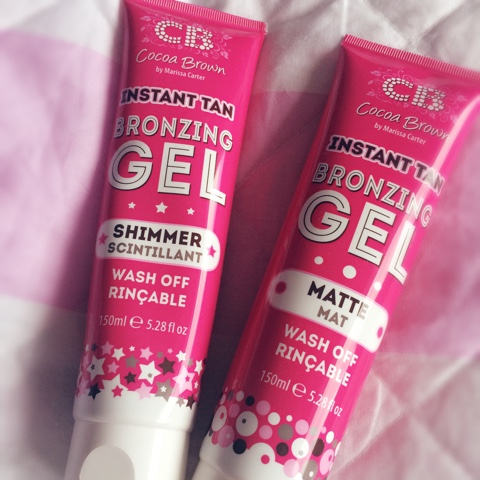 CB
Cocoa Brown
by Marissa Carter
INSTANT TAN
BRONZING
GEL
SHIMMER
SCINTILLANT
WASH OFF
RINÇABLE
150ml ℮ 5.28 fl oz
CB
Cocoa Brown
by Marissa Carter
INSTANT TAN
BRONZING
GEL
MATTE
MAT
WASH OFF
RINÇABLE
150ml ℮ 5.28 fl oz